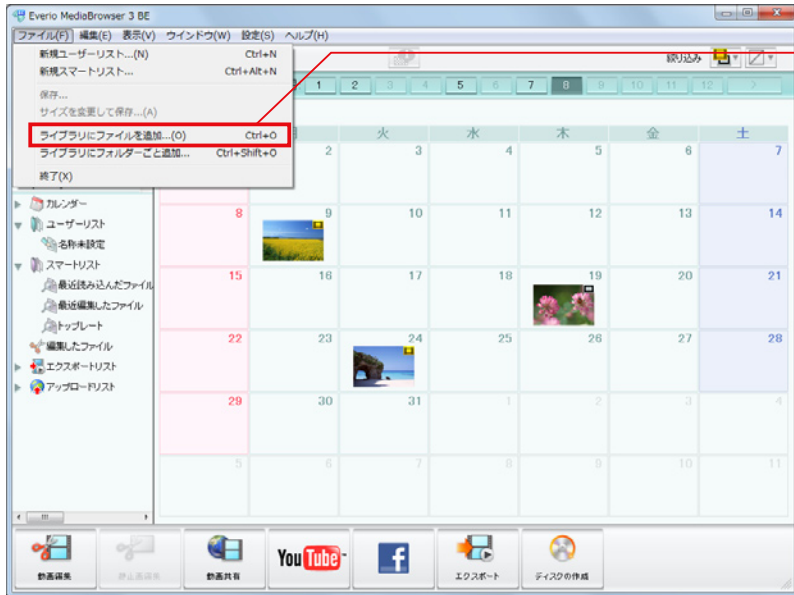 Everio MediaBrowser 3 BE
ファイル(F) 編集(E) 表示(V) ウインドウ(W) 設定(S) ヘルプ(H)
新規ユーザーリスト...(N) Ctrl+N
新規スマートリスト... Ctrl+Alt+N
保存...
サイズを変更して保存...(A)
ライブラリにファイルを追加...(O) Ctrl+O
ライブラリにフォルダーごと追加... Ctrl+Shift+O
終了(X)
絞り込み
1 2 3 4 5 6 7 8 9 10 11 12 >
火 水 木 金 土
2 3 4 5 6 7
8 9 10 11 12 13 14
15 16 17 18 19 20 21
22 23 24 25 26 27 28
29 30 31 1 2 3 4
5 6 7 8 9 10 11
カレンダー
ユーザーリスト
名称未設定
スマートリスト
最近読み込んだファイル
最近編集したファイル
トップレート
編集したファイル
エクスポートリスト
アップロードリスト
動画編集 静止画編集 動画共有 YouTube f エクスポート ディスクの作成